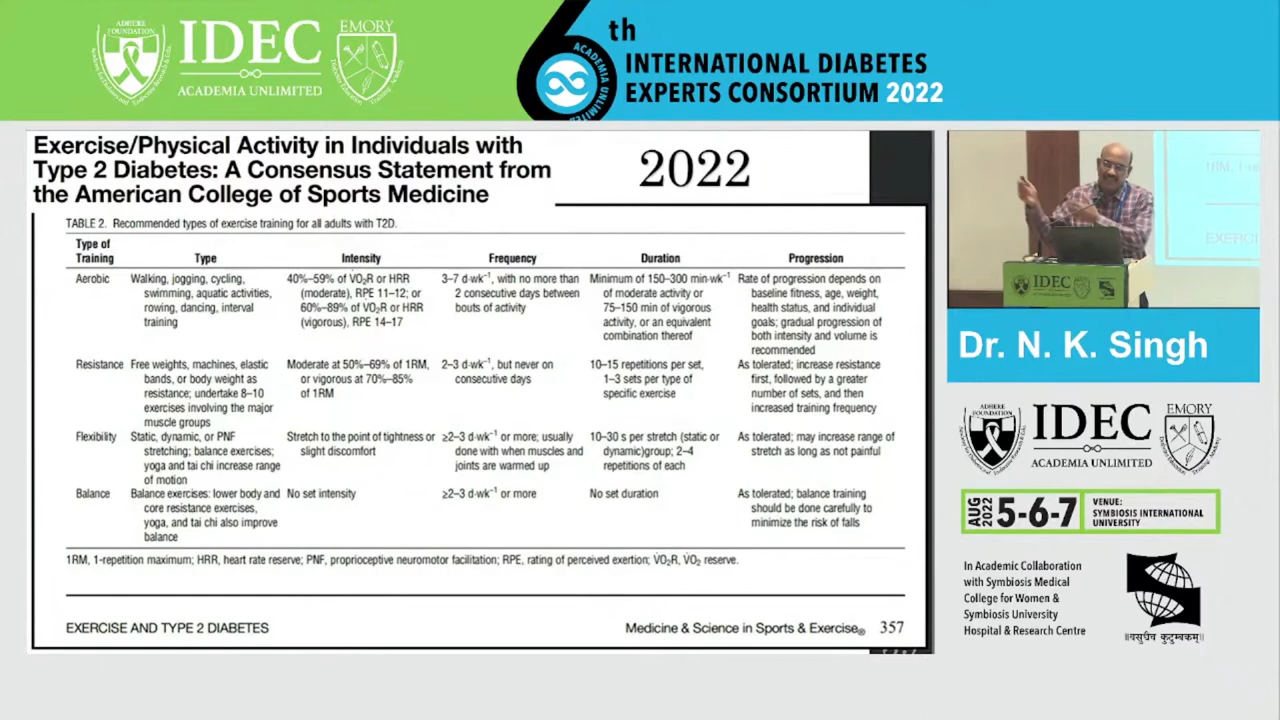 ADHERE
FOUNDATION
IDEC
ACADEMIA UNLIMITED
EMORY
6th
ACADEMIA UNLIMITED
INTERNATIONAL DIABETES
EXPERTS CONSORTIUM 2022
Exercise/Physical Activity in Individuals with
Type 2 Diabetes: A Consensus Statement from
the American College of Sports Medicine
2022
TABLE 2. Recommended types of exercise training for all adults with T2D.
Type of
Training Type Intensity Frequency Duration Progression
Aerobic Walking, jogging, cycling, 40%–59% of V̇O₂R or HRR 3–7 d·wk⁻¹, with no more than Minimum of 150–300 min·wk⁻¹ Rate of progression depends on
swimming, aquatic activities, (moderate), RPE 11–12; or 2 consecutive days between of moderate activity or baseline fitness, age, weight,
rowing, dancing, interval 60%–89% of V̇O₂R or HRR bouts of activity 75–150 min of vigorous health status, and individual
training (vigorous), RPE 14–17 activity, or an equivalent goals; gradual progression of
combination thereof both intensity and volume is
recommended
Resistance Free weights, machines, elastic Moderate at 50%–69% of 1RM, 2–3 d·wk⁻¹, but never on 10–15 repetitions per set, As tolerated; increase resistance
bands, or body weight as or vigorous at 70%–85% consecutive days 1–3 sets per type of first, followed by a greater
resistance; undertake 8–10 of 1RM specific exercise number of sets, and then
exercises involving the major increased training frequency
muscle groups
Flexibility Static, dynamic, or PNF Stretch to the point of tightness or ≥2–3 d·wk⁻¹ or more; usually 10–30 s per stretch (static or As tolerated; may increase range of
stretching; balance exercises; slight discomfort done with when muscles and dynamic)group; 2–4 stretch as long as not painful
yoga and tai chi increase range joints are warmed up repetitions of each
of motion
Balance Balance exercises: lower body and No set intensity ≥2–3 d·wk⁻¹ or more No set duration As tolerated; balance training
core resistance exercises, should be done carefully to
yoga, and tai chi also improve minimize the risk of falls
balance
1RM, 1-repetition maximum; HRR, heart rate reserve; PNF, proprioceptive neuromotor facilitation; RPE, rating of perceived exertion; V̇O₂R, V̇O₂ reserve.
EXERCISE AND TYPE 2 DIABETES
Medicine & Science in Sports & Exercise® 357
IDEC
Dr. N. K. Singh
ADHERE
FOUNDATION
IDEC
ACADEMIA UNLIMITED
EMORY
AUG
2022
5-6-7
VENUE:
SYMBIOSIS INTERNATIONAL
UNIVERSITY
In Academic Collaboration
with Symbiosis Medical
College for Women &
Symbiosis University
Hospital & Research Centre
॥वसुधैव कुटुम्बकम्॥